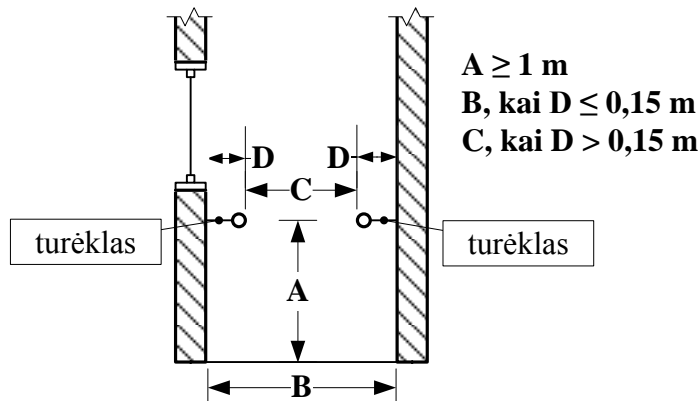 A ≥ 1 m
B, kai D ≤ 0,15 m
C, kai D > 0,15 m
D
D
C
turėklas
turėklas
A
B